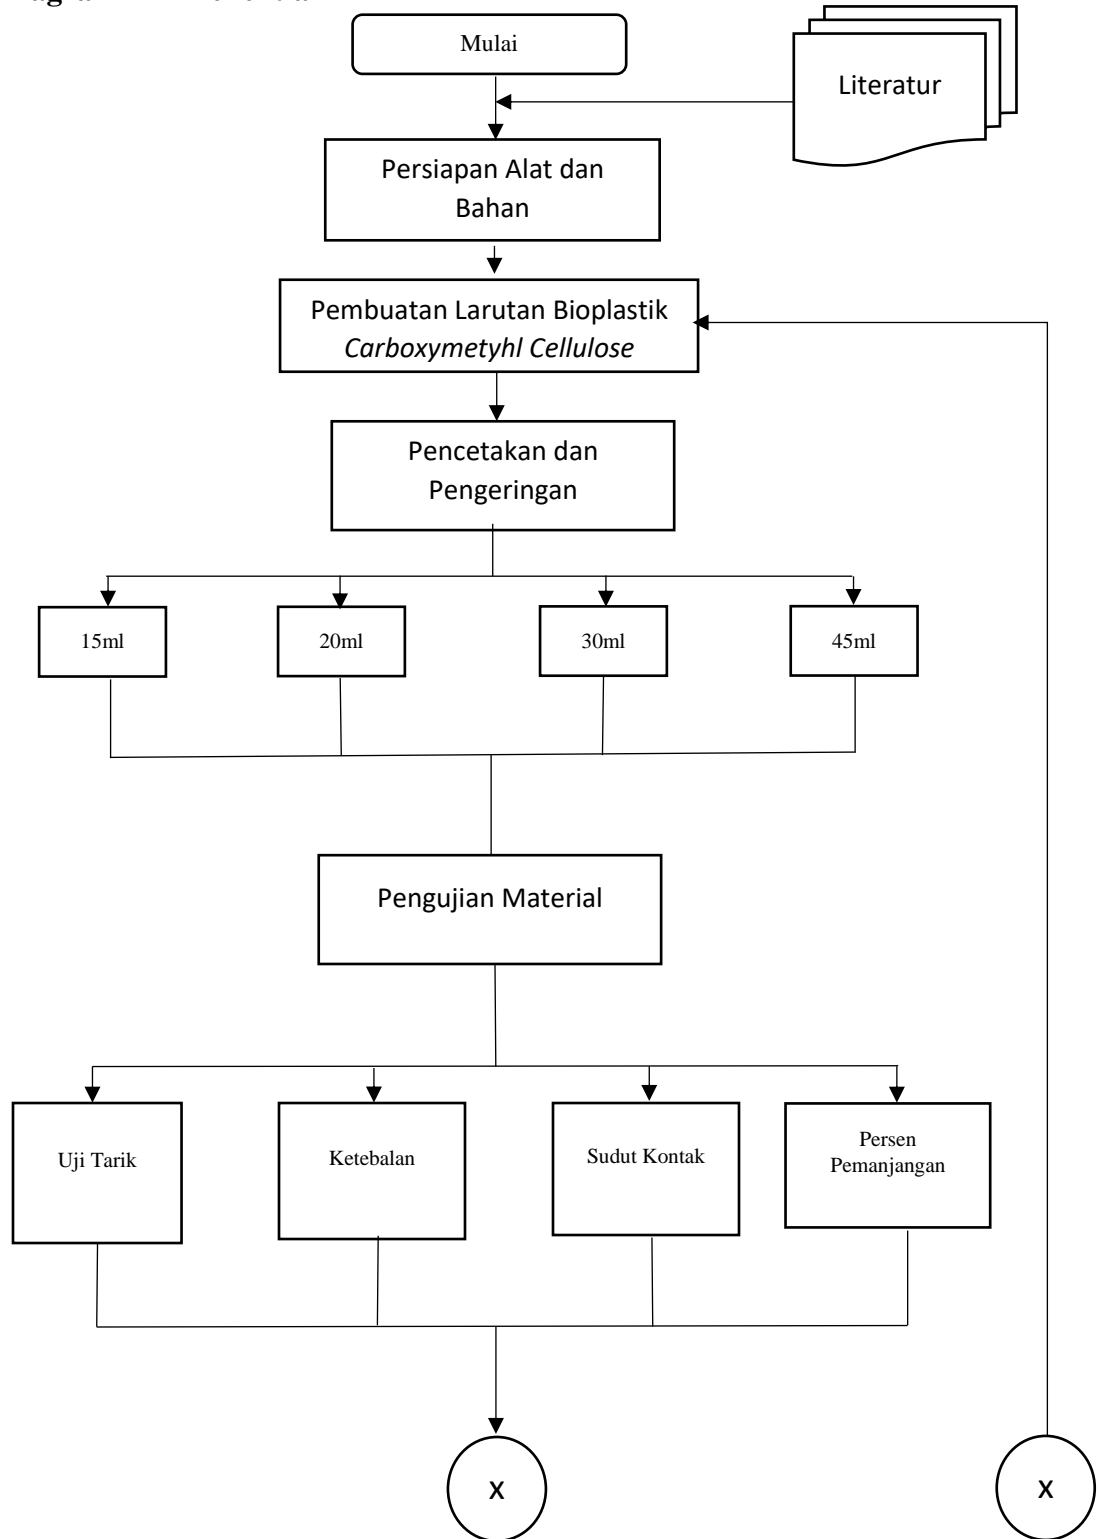 Mulai
Literatur
Persiapan Alat dan
Bahan
Pembuatan Larutan Bioplastik
Carboxymetyhl Cellulose
Pencetakan dan
Pengeringan
15ml
20ml
30ml
45ml
Pengujian Material
Uji Tarik
Ketebalan
Sudut Kontak
Persen
Pemanjangan
X
X